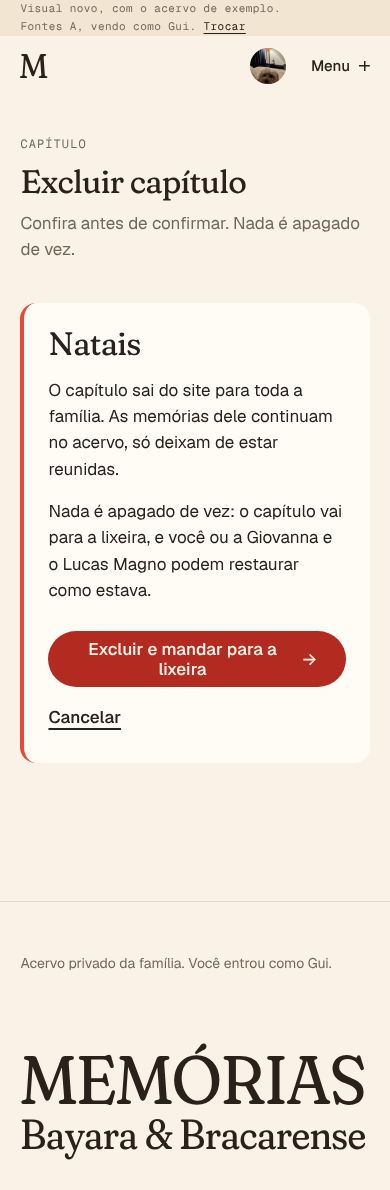 Visual novo, com o acervo de exemplo.
Fontes A, vendo como Gui. Trocar
M
Menu +
CAPÍTULO
Excluir capítulo
Confira antes de confirmar. Nada é apagado
de vez.
Natais
O capítulo sai do site para toda a
família. As memórias dele continuam
no acervo, só deixam de estar
reunidas.
Nada é apagado de vez: o capítulo vai
para a lixeira, e você ou a Giovanna e
o Lucas Magno podem restaurar
como estava.
Excluir e mandar para a
lixeira →
Cancelar
Acervo privado da família. Você entrou como Gui.
MEMÓRIAS
Bayara & Bracarense